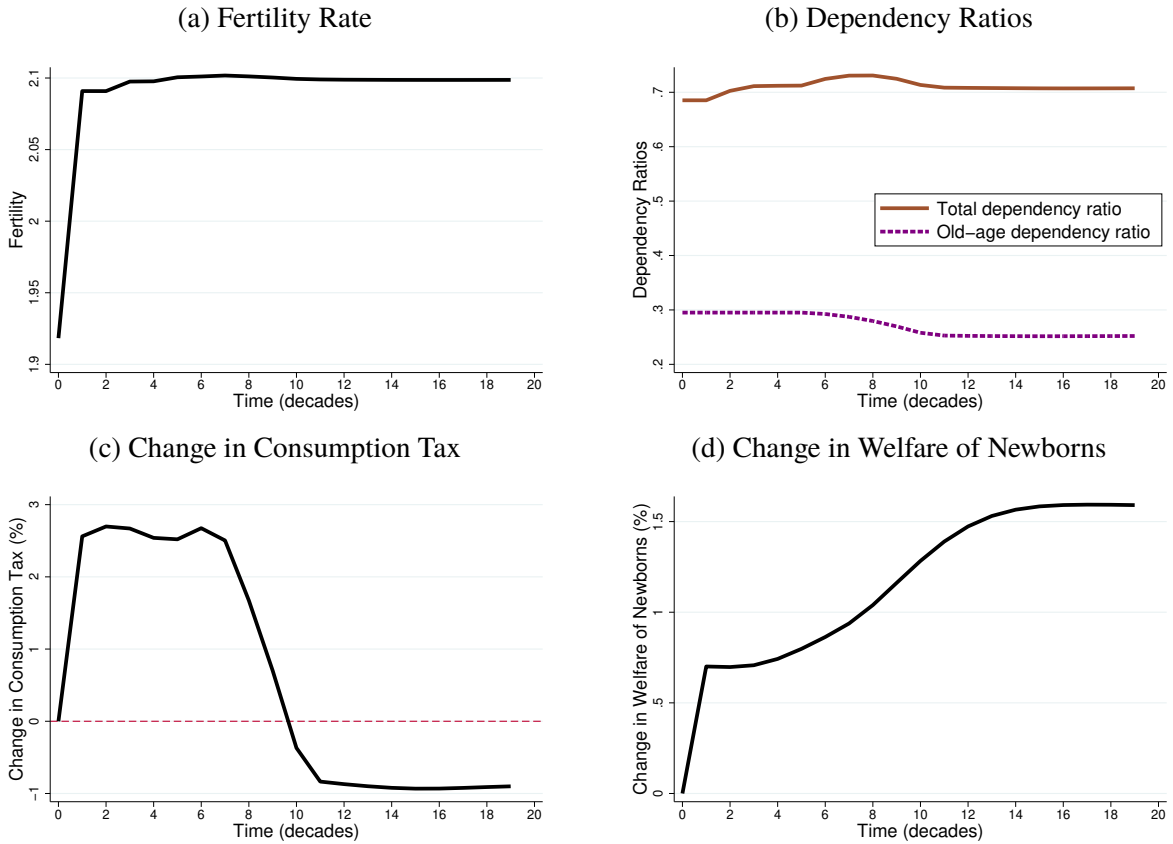 (a) Fertility Rate
Fertility
2.1
2.05
2
1.95
1.9
0 2 4 6 8 10 12 14 16 18 20
Time (decades)
(b) Dependency Ratios
Dependency Ratios
.7
.6
.5
.4
.3
.2
Total dependency ratio
Old−age dependency ratio
0 2 4 6 8 10 12 14 16 18 20
Time (decades)
(c) Change in Consumption Tax
Change in Consumption Tax (%)
3
2
1
0
−1
0 2 4 6 8 10 12 14 16 18 20
Time (decades)
(d) Change in Welfare of Newborns
Change in Welfare of Newborns (%)
1.5
1
.5
0
0 2 4 6 8 10 12 14 16 18 20
Time (decades)